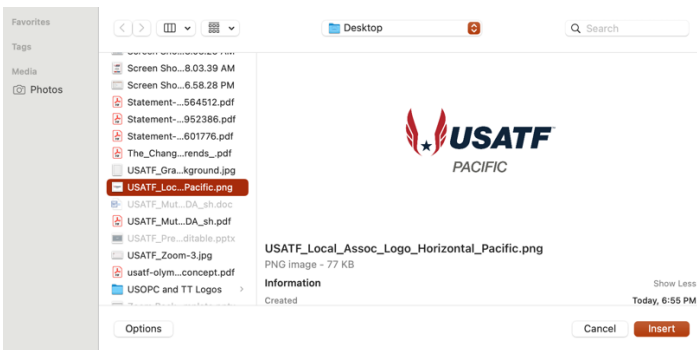 Favorites
Tags
Media
Photos
Desktop
Search
Screen Sho...8.03.39 AM
Screen Sho...6.58.28 PM
Statement-...564512.pdf
Statement-...952386.pdf
Statement-...601776.pdf
The_Chang...rends_.pdf
USATF_Gra...kground.jpg
USATF_Loc...Pacific.png
USATF_Mut...DA_sh.doc
USATF_Mut...DA_sh.pdf
USATF_Pre...ditable.pptx
USATF_Zoom-3.jpg
usatf-olym...concept.pdf
USOPC and TT Logos
USATF
PACIFIC
USATF_Local_Assoc_Logo_Horizontal_Pacific.png
PNG image - 77 KB
Information
Show Less
Created
Today, 6:55 PM
Options
Cancel
Insert